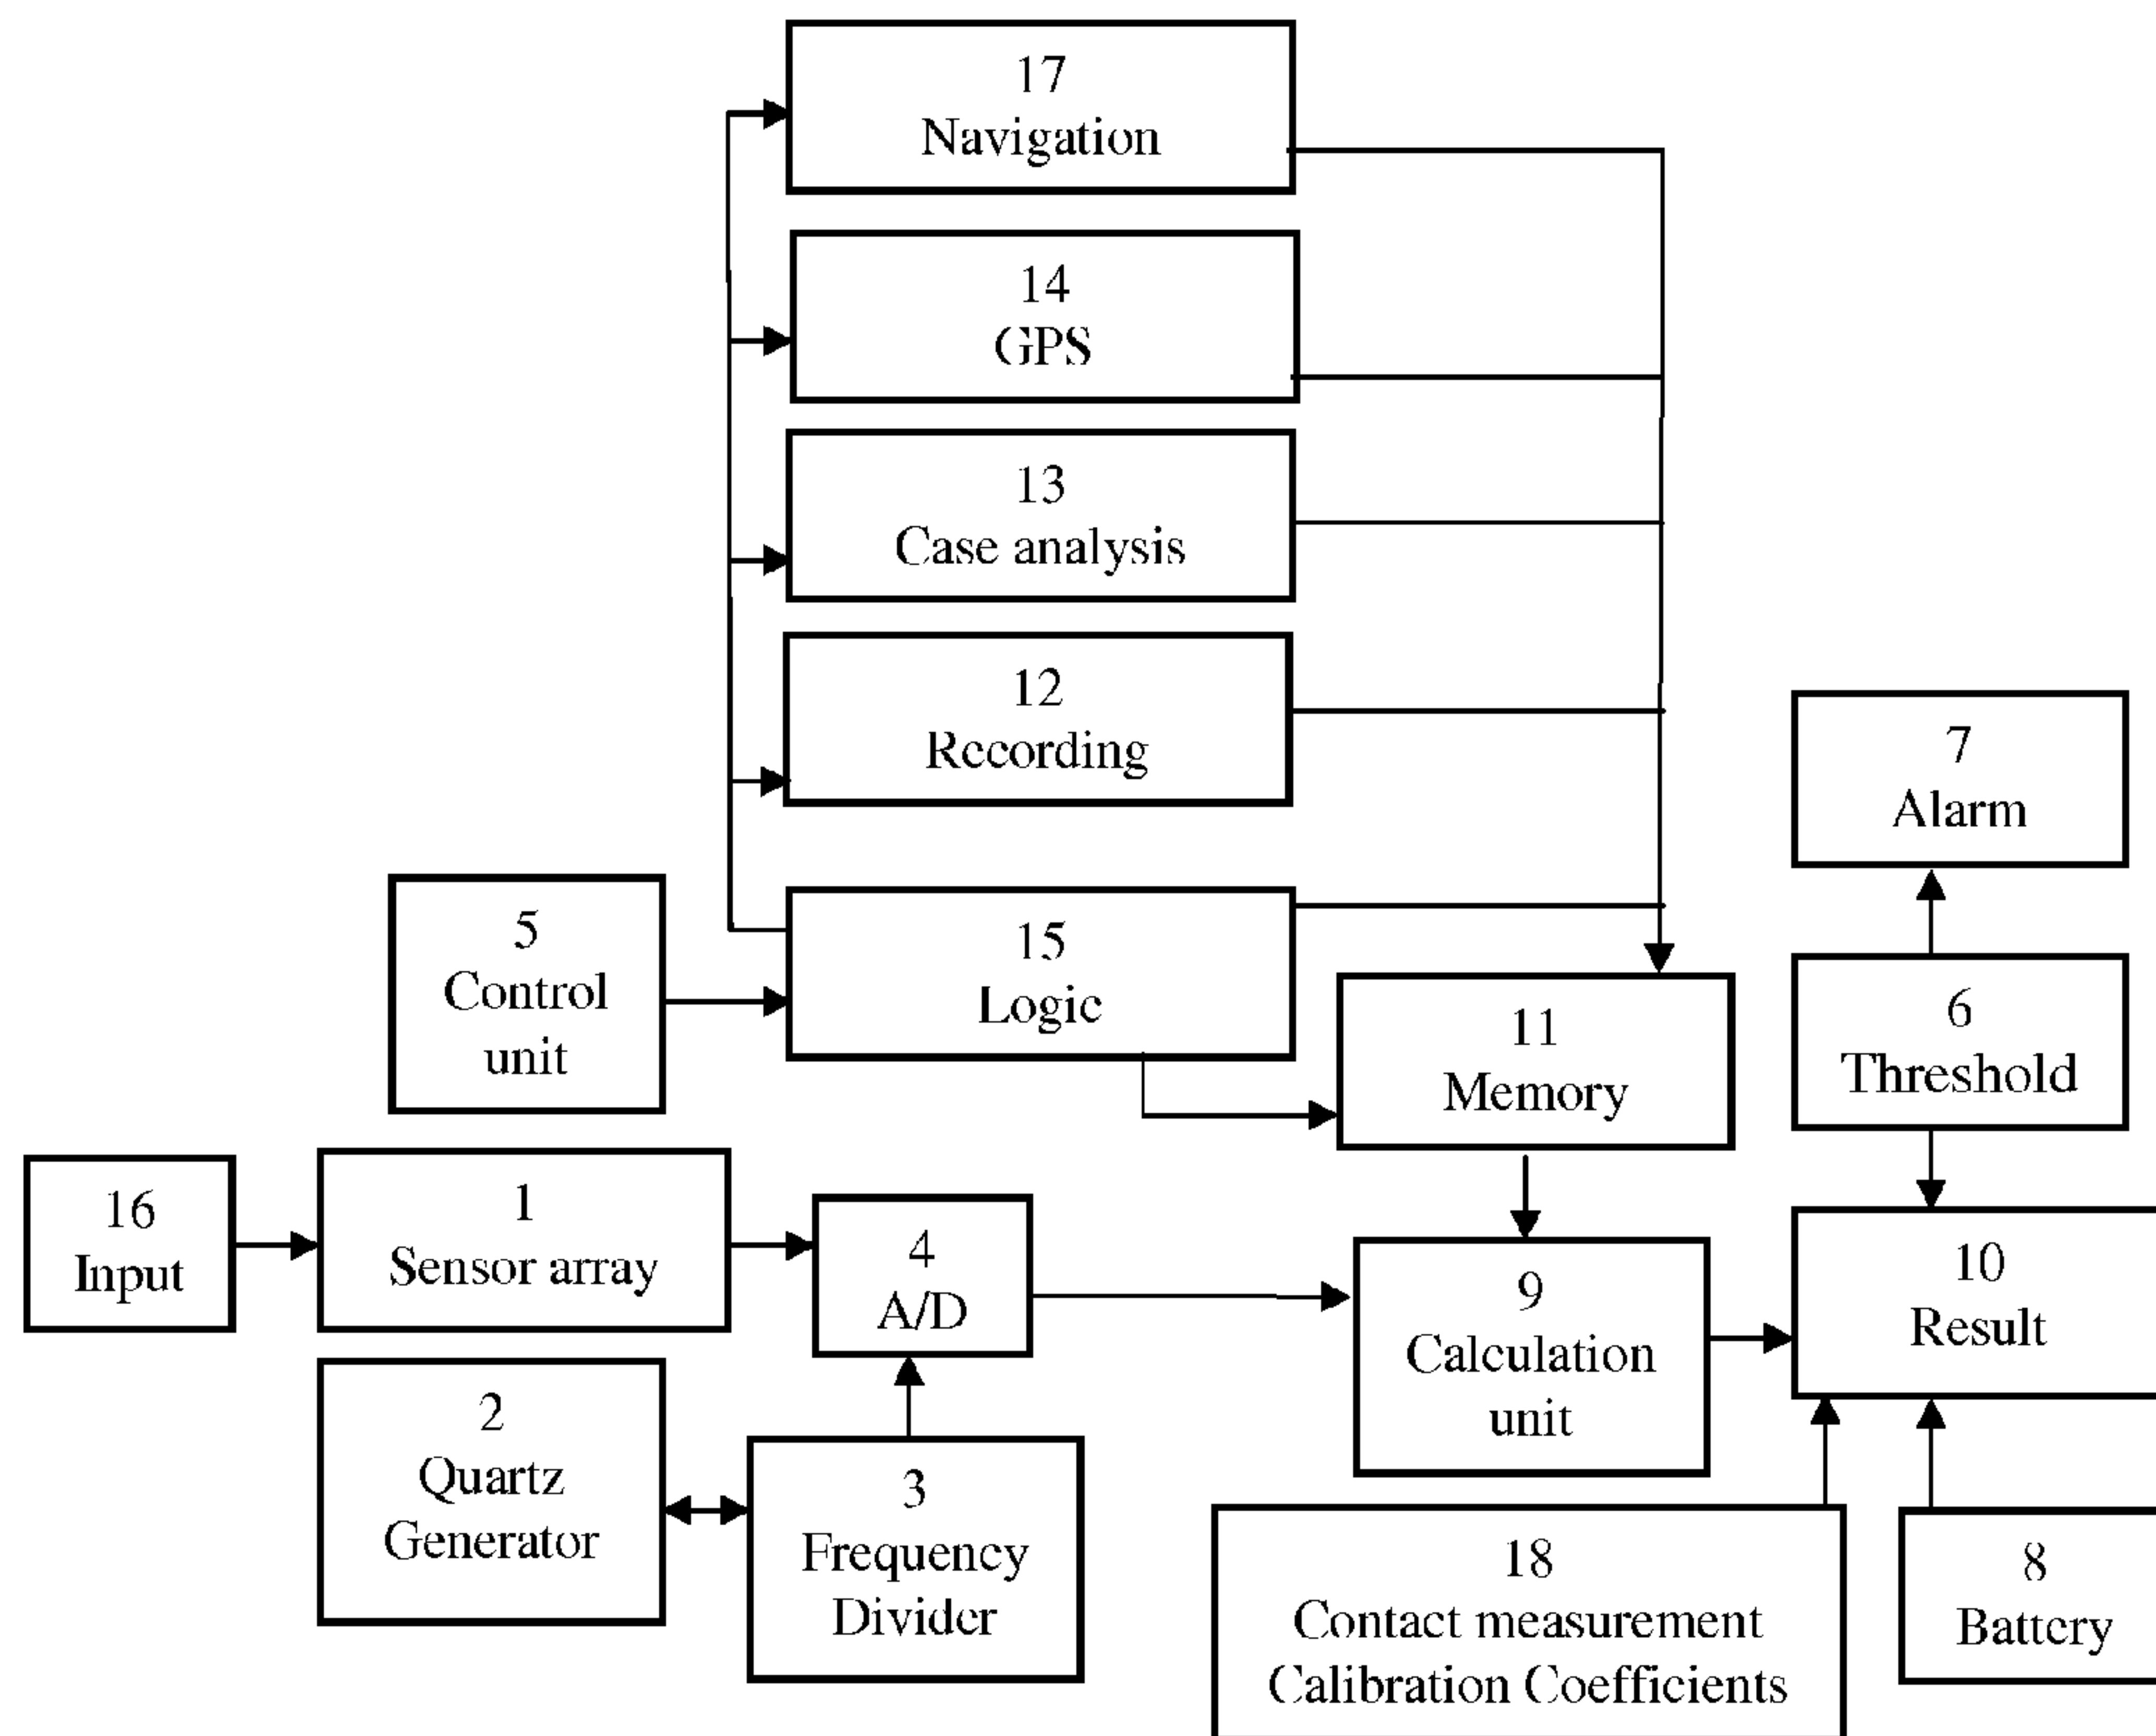 17
Navigation
14
GPS
13
Case analysis
12
Recording
7
Alarm
5
Control
unit
15
Logic
6
Threshold
11
Memory
16
Input
1
Sensor array
4
A/D
10
Result
9
Calculation
unit
2
Quartz
Generator
3
Frequency
Divider
18
Contact measurement
Calibration Coefficients
8
Battery